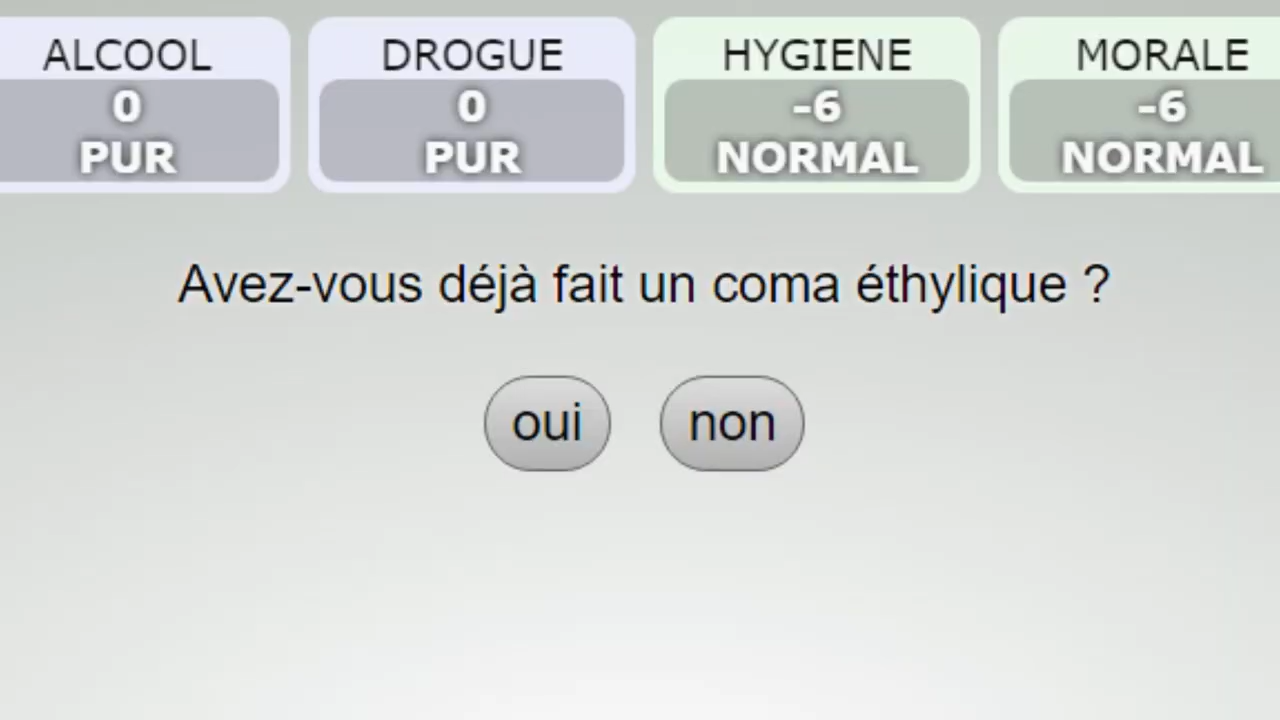 ALCOOL
0
PUR
DROGUE
0
PUR
HYGIENE
-6
NORMAL
MORALE
-6
NORMAL
Avez-vous déjà fait un coma éthylique ?
oui
non